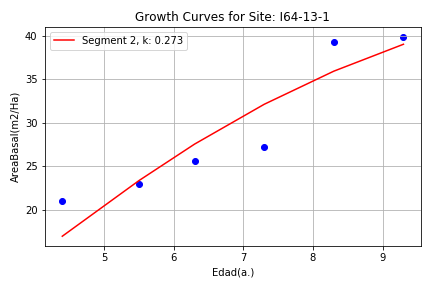 Growth Curves for Site: I64-13-1
Segment 2, k: 0.273
AreaBasal(m2/Ha)
40
35
30
25
20
5 6 7 8 9
Edad(a.)